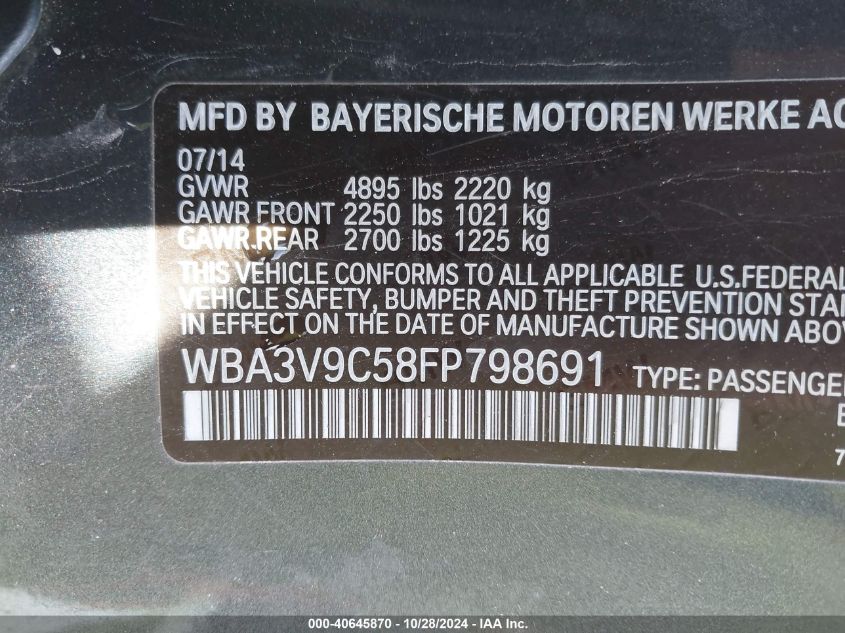 MFD BY BAYERISCHE MOTOREN WERKE AG
07/14
GVWR 4895 lbs 2220 kg
GAWR FRONT 2250 lbs 1021 kg
GAWR.REAR 2700 lbs 1225 kg
THIS VEHICLE CONFORMS TO ALL APPLICABLE U.S.FEDERAL
VEHICLE SAFETY, BUMPER AND THEFT PREVENTION STA
IN EFFECT ON THE DATE OF MANUFACTURE SHOWN ABO
WBA3V9C58FP798691 TYPE: PASSENGER
7
000-40645870 | 10/28/2024 - IAA Inc.